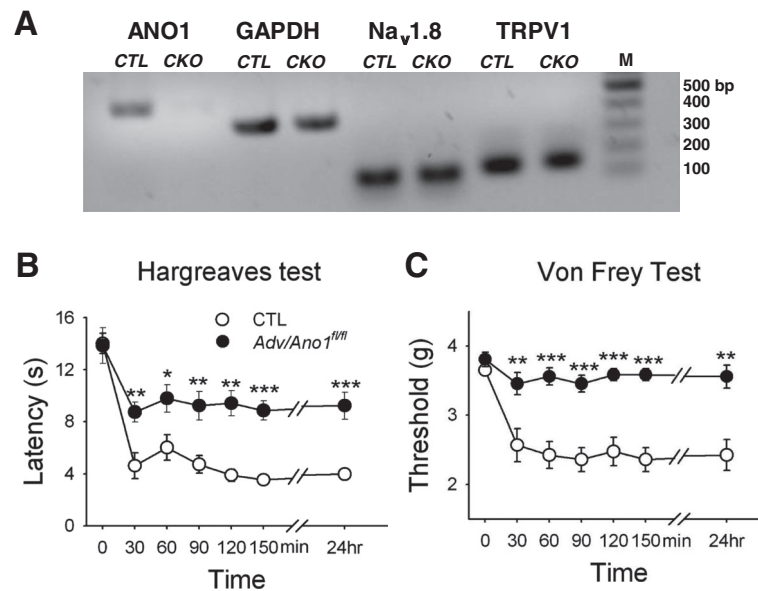 A
ANO1 GAPDH Nav1.8 TRPV1
CTL CKO CTL CKO CTL CKO CTL CKO M
500 bp
400
300
200
100
B Hargreaves test
CTL
Adv/Ano1fl/fl
Latency (s)
16
12
8
4
0
** * ** ** *** ***
0 30 60 90 120 150 min 24hr
Time
C Von Frey Test
Threshold (g)
4
3
2
** *** *** *** *** **
0 30 60 90 120 150 min 24hr
Time